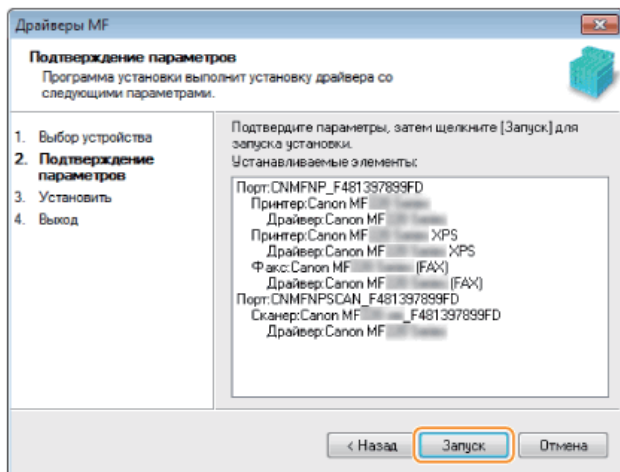 Драйверы MF
Подтверждение параметров
Программа установки выполнит установку драйвера со
следующими параметрами.
1. Выбор устройства
2. Подтверждение
параметров
3. Установить
4. Выход
Подтвердите параметры, затем щелкните [Запуск] для
запуска установки.
Устанавливаемые элементы:
Порт:CNMFNP_F481397899FD
Принтер:Canon MF
Драйвер:Canon MF
Принтер:Canon MF XPS
Драйвер:Canon MF XPS
Факс:Canon MF (FAX)
Драйвер:Canon MF (FAX)
Порт:CNMFNPSCAN_F481397899FD
Сканер:Canon MF _F481397899FD
Драйвер:Canon MF
< Назад
Запуск
Отмена